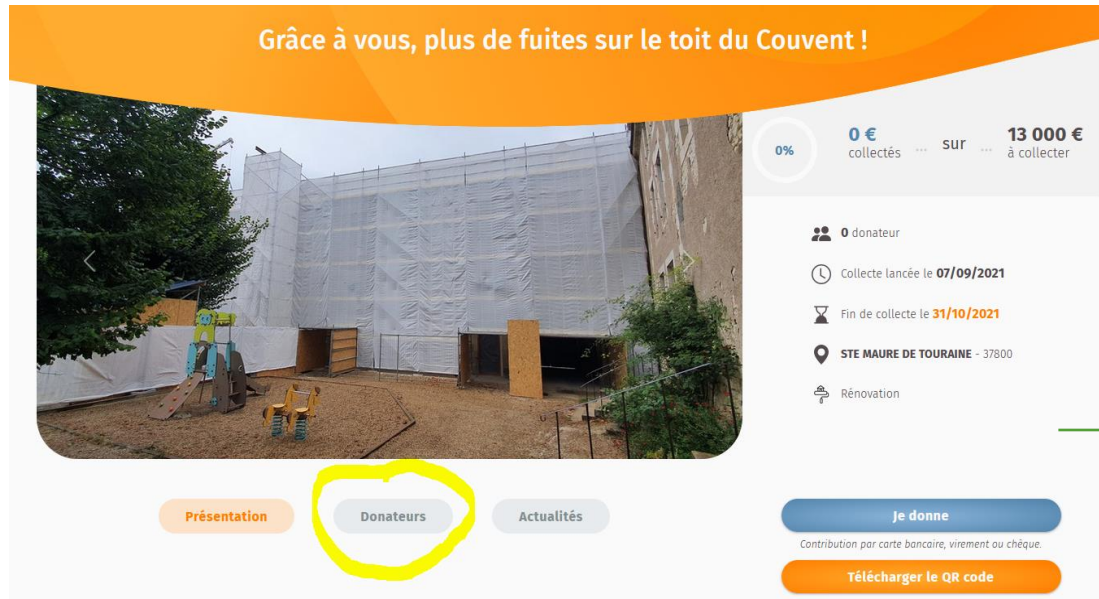 Grâce à vous, plus de fuites sur le toit du Couvent !
0%
0 €
collectés
... sur ...
13 000 €
à collecter
0 donateur
Collecte lancée le 07/09/2021
Fin de collecte le 31/10/2021
STE MAURE DE TOURAINE - 37800
Rénovation
Présentation
Donateurs
Actualités
Je donne
Contribution par carte bancaire, virement ou chèque.
Télécharger le QR code